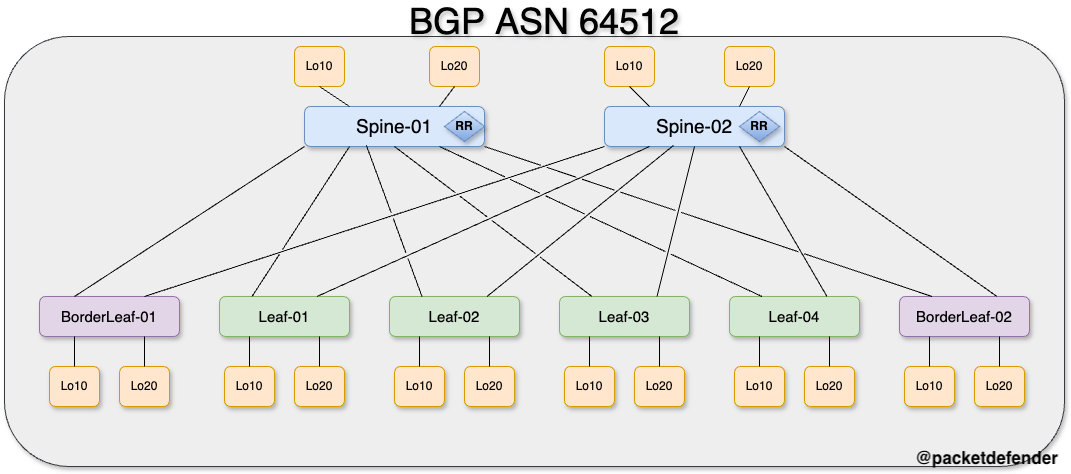 BGP ASN 64512
Lo10 Lo20 Lo10 Lo20
Spine-01 RR Spine-02 RR
BorderLeaf-01 Leaf-01 Leaf-02 Leaf-03 Leaf-04 BorderLeaf-02
Lo10 Lo20 Lo10 Lo20 Lo10 Lo20 Lo10 Lo20 Lo10 Lo20 Lo10 Lo20
@packetdefender